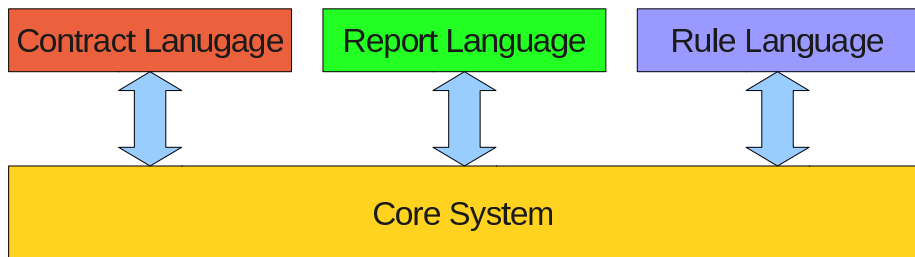 Contract Lanugage
Report Language
Rule Language
Core System